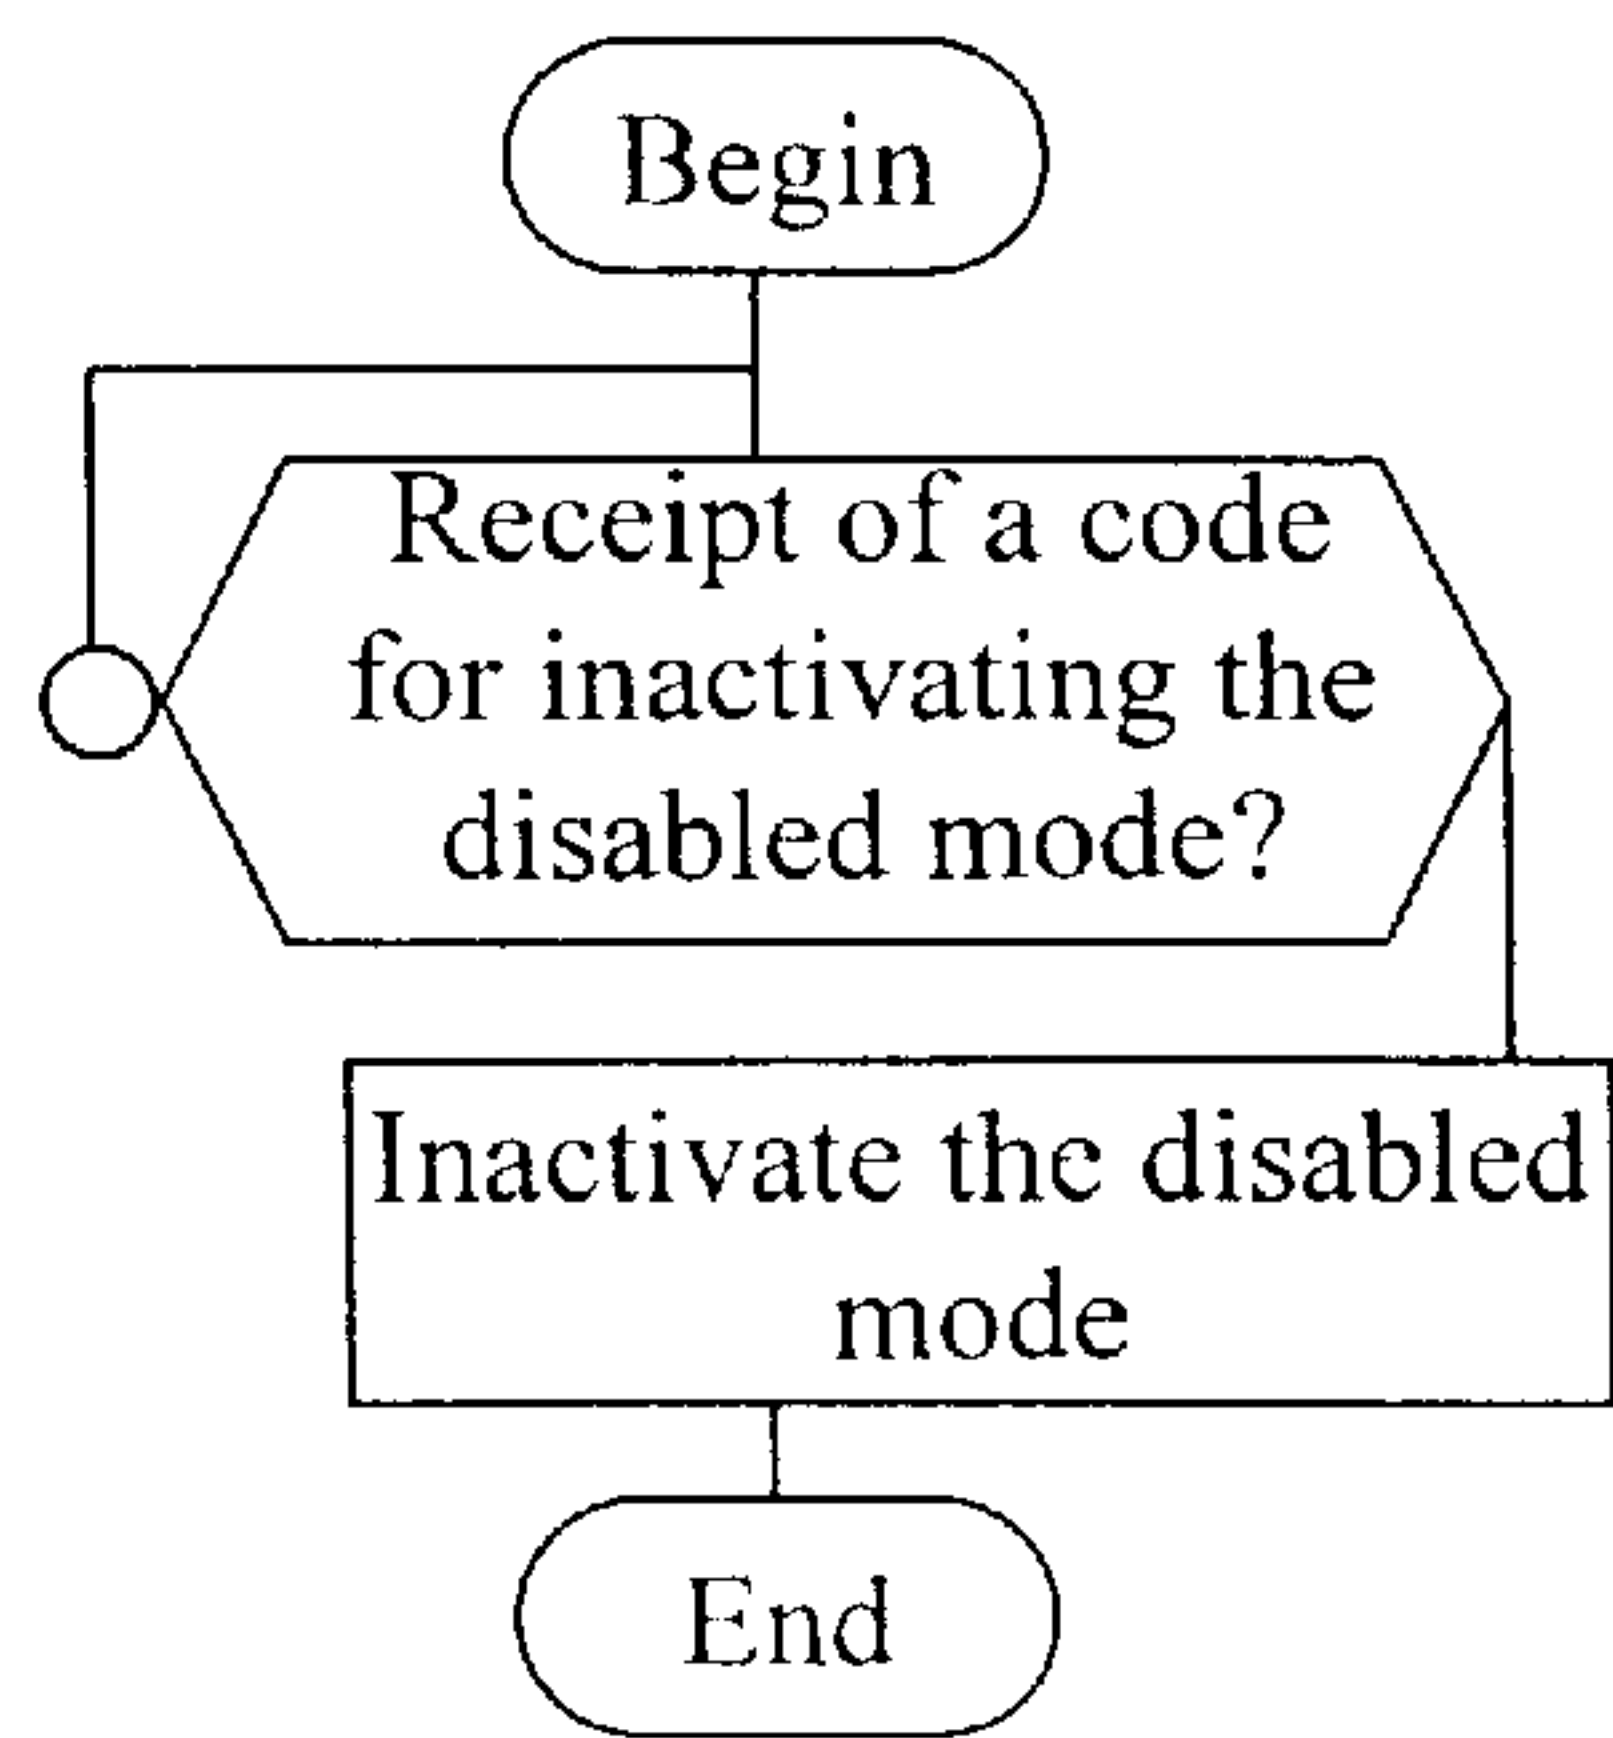 Begin
Receipt of a code
for inactivating the
disabled mode?
Inactivate the disabled
mode
End